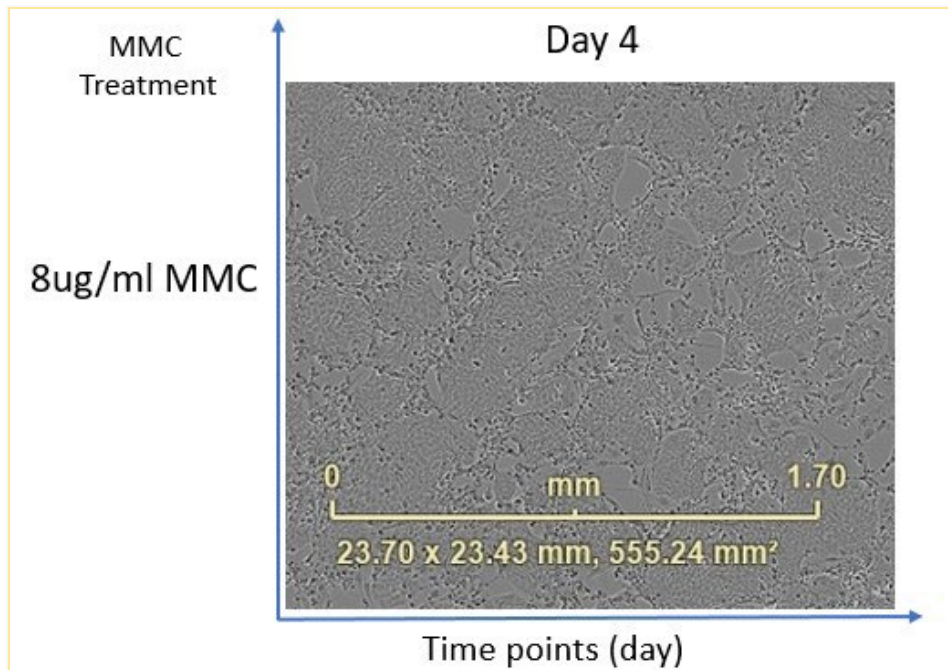 MMC
Treatment
Day 4
8ug/ml MMC
0 mm 1.70
23.70 x 23.43 mm, 555.24 mm²
Time points (day)